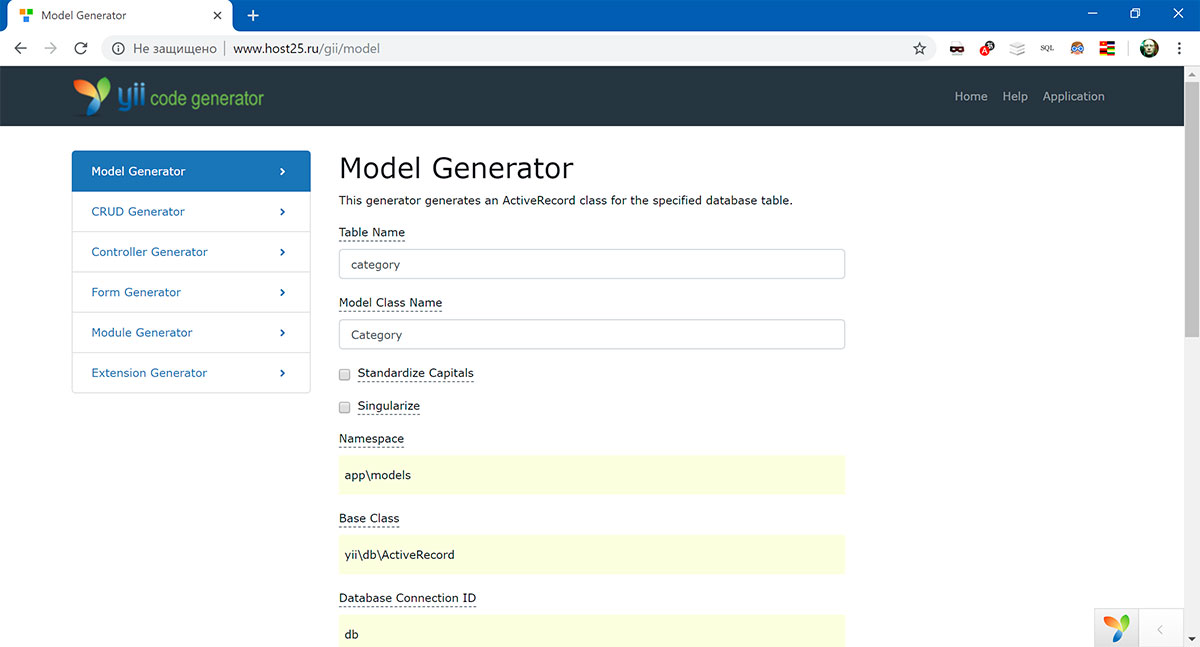 Model Generator
Не защищено
www.host25.ru/gii/model
SQL
yii code generator
Home
Help
Application
Model Generator
CRUD Generator
Controller Generator
Form Generator
Module Generator
Extension Generator
Model Generator
This generator generates an ActiveRecord class for the specified database table.
Table Name
category
Model Class Name
Category
Standardize Capitals
Singularize
Namespace
app\models
Base Class
yii\db\ActiveRecord
Database Connection ID
db